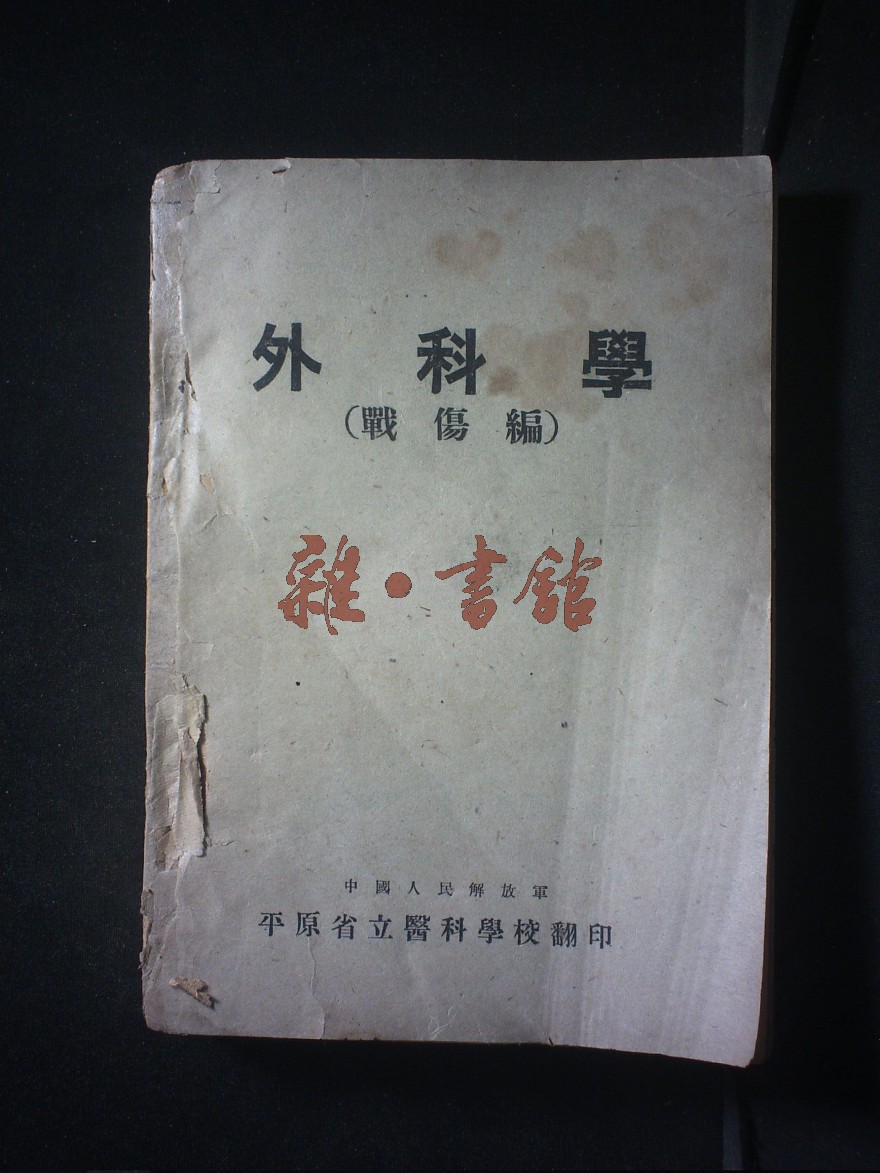 外科學
(戰傷編)
雜·書館
中國人民解放軍
平原省立醫科學校翻印